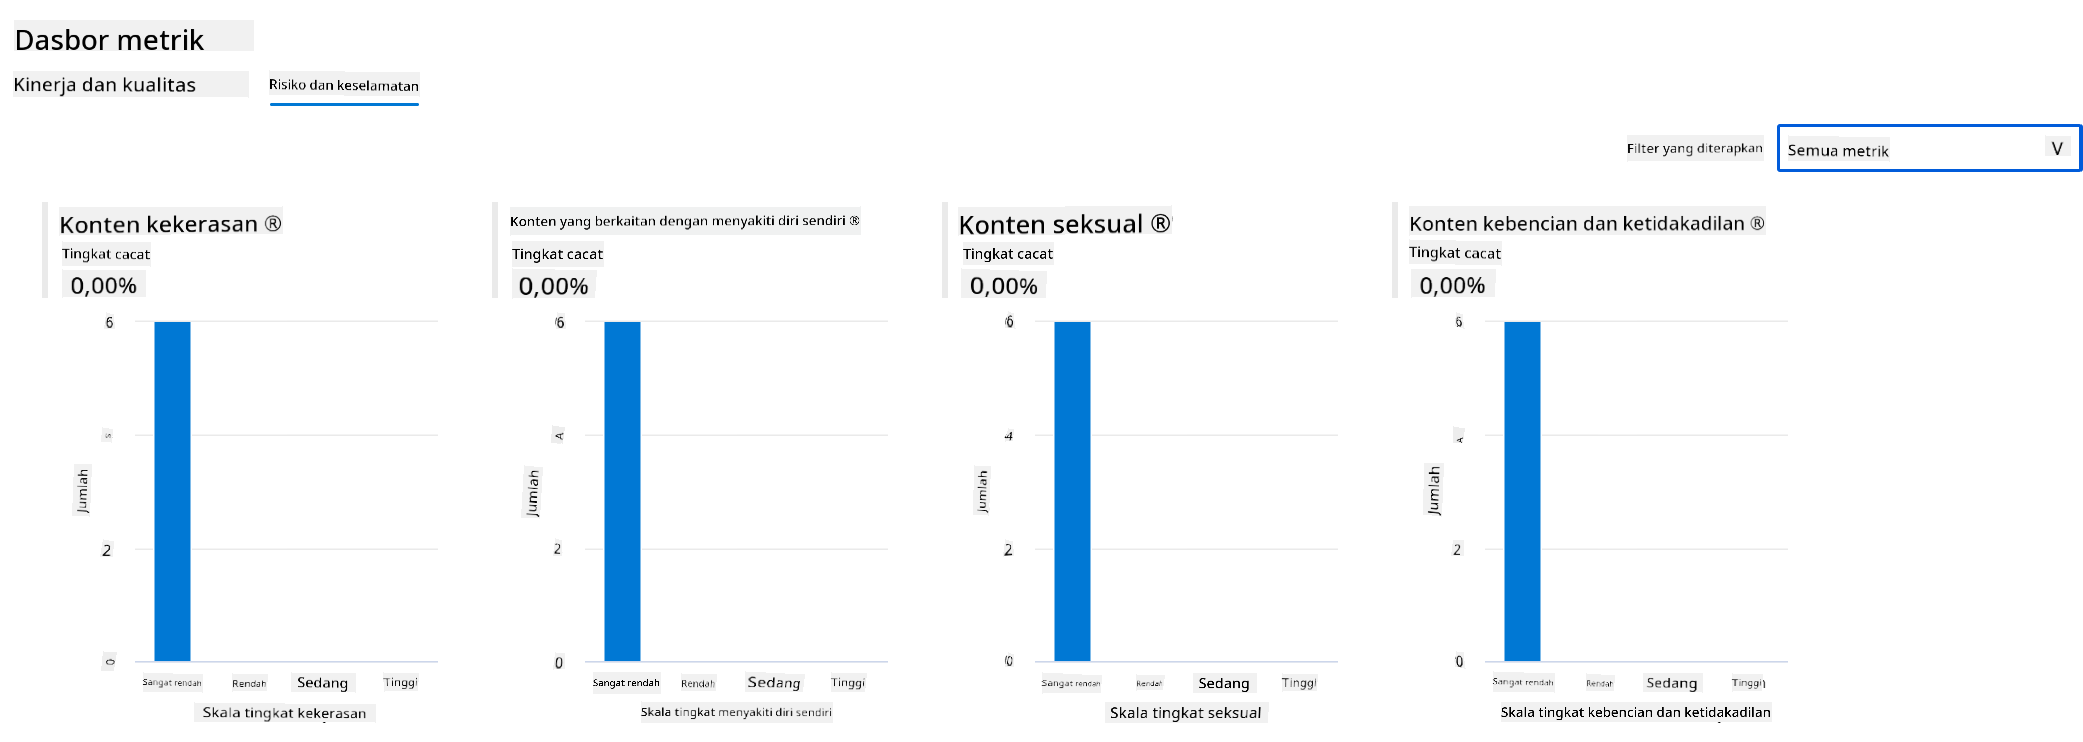 Dasbor metrik
Kinerja dan kualitas
Risiko dan keselamatan
Filter yang diterapkan
Semua metrik
V
Konten kekerasan ®
Tingkat cacat
0,00%
6
s
2
0
Jumlah
Sangat rendah
Rendah
Sedang
Tinggi
Skala tingkat kekerasan
Konten yang berkaitan dengan menyakiti diri sendiri ®
Tingkat cacat
0,00%
6
A
2
0
Jumlah
Sangat rendah
Rendah
Sedang
Tinggi
Skala tingkat menyakiti diri sendiri
Konten seksual ®
Tingkat cacat
0,00%
6
4
2
0
Jumlah
Sangat rendah
Rendah
Sedang
Tinggi
Skala tingkat seksual
Konten kebencian dan ketidakadilan ®
Tingkat cacat
0,00%
6
A
2
0
Jumlah
Sangat rendah
Rendah
Sedang
Tinggi
Skala tingkat kebencian dan ketidakadilan